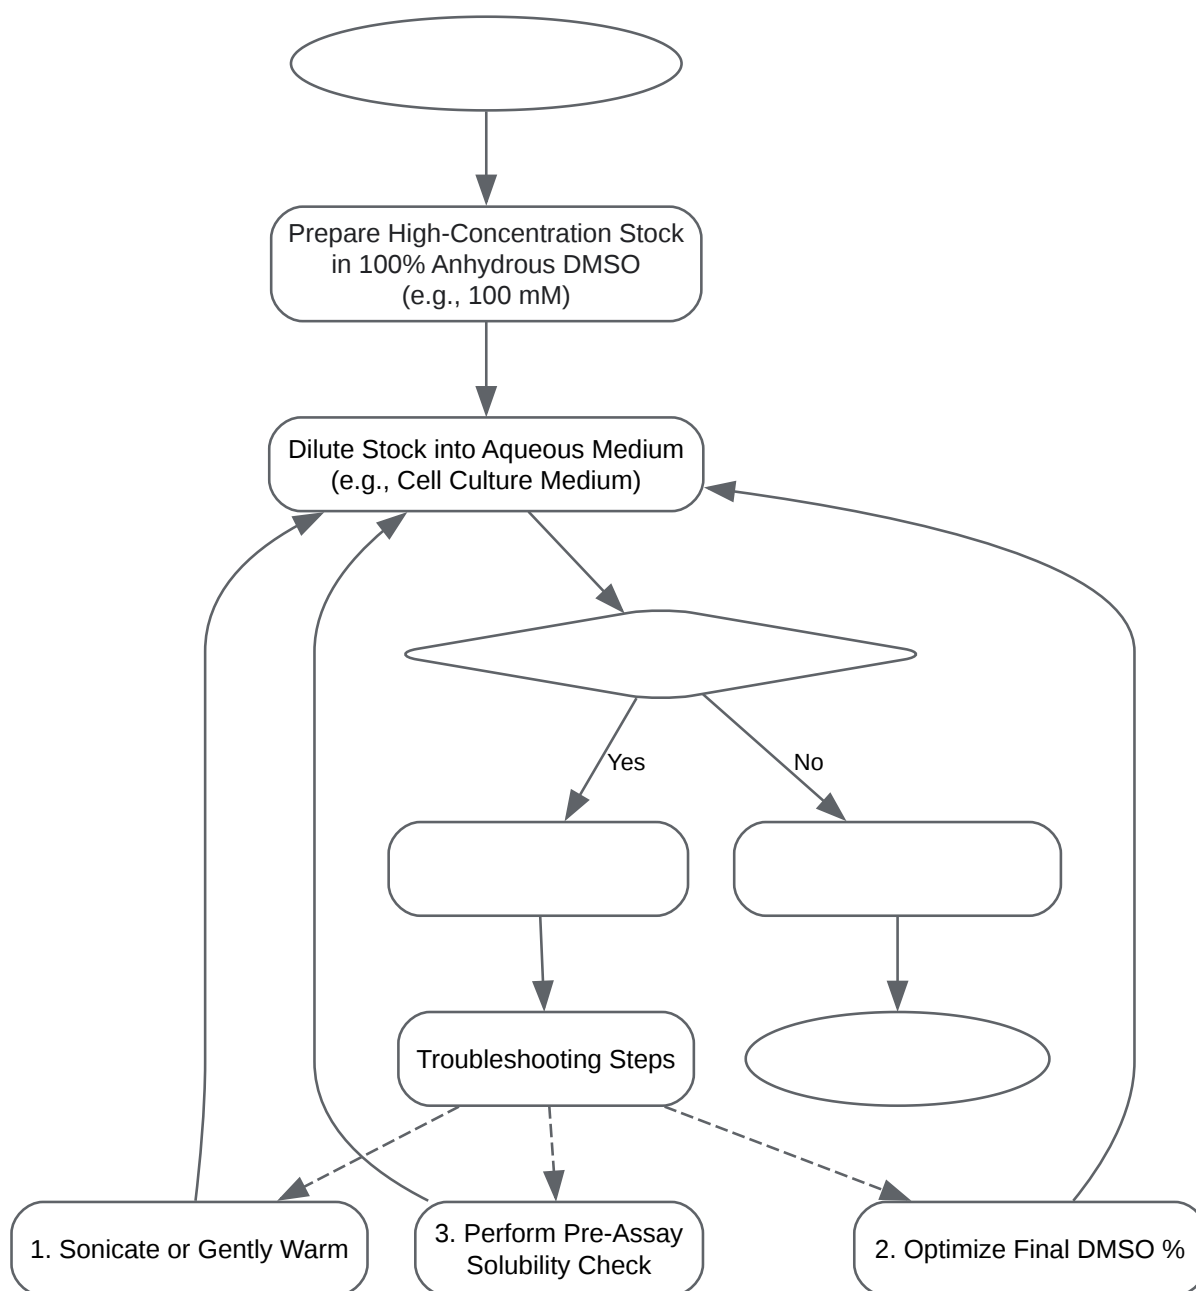 Prepare High-Concentration Stock
in 100% Anhydrous DMSO
(e.g., 100 mM)
Dilute Stock into Aqueous Medium
(e.g., Cell Culture Medium)
Yes
No
Troubleshooting Steps
1. Sonicate or Gently Warm
3. Perform Pre-Assay
Solubility Check
2. Optimize Final DMSO %